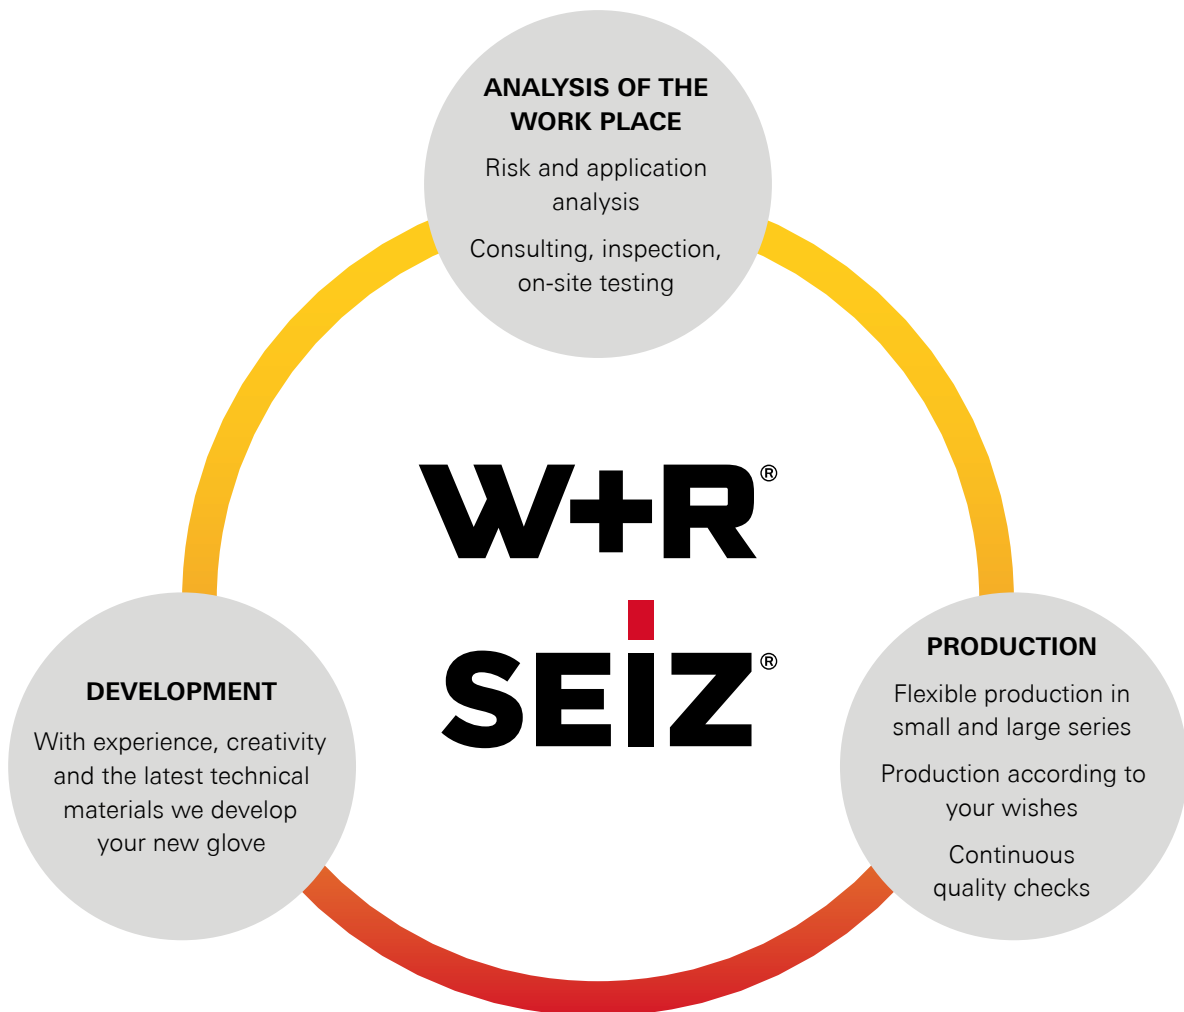 ANALYSIS OF THE
WORK PLACE
Risk and application
analysis
Consulting, inspection,
on-site testing
W+R®
SEIZ®
DEVELOPMENT
With experience, creativity
and the latest technical
materials we develop
your new glove
PRODUCTION
Flexible production in
small and large series
Production according to
your wishes
Continuous
quality checks